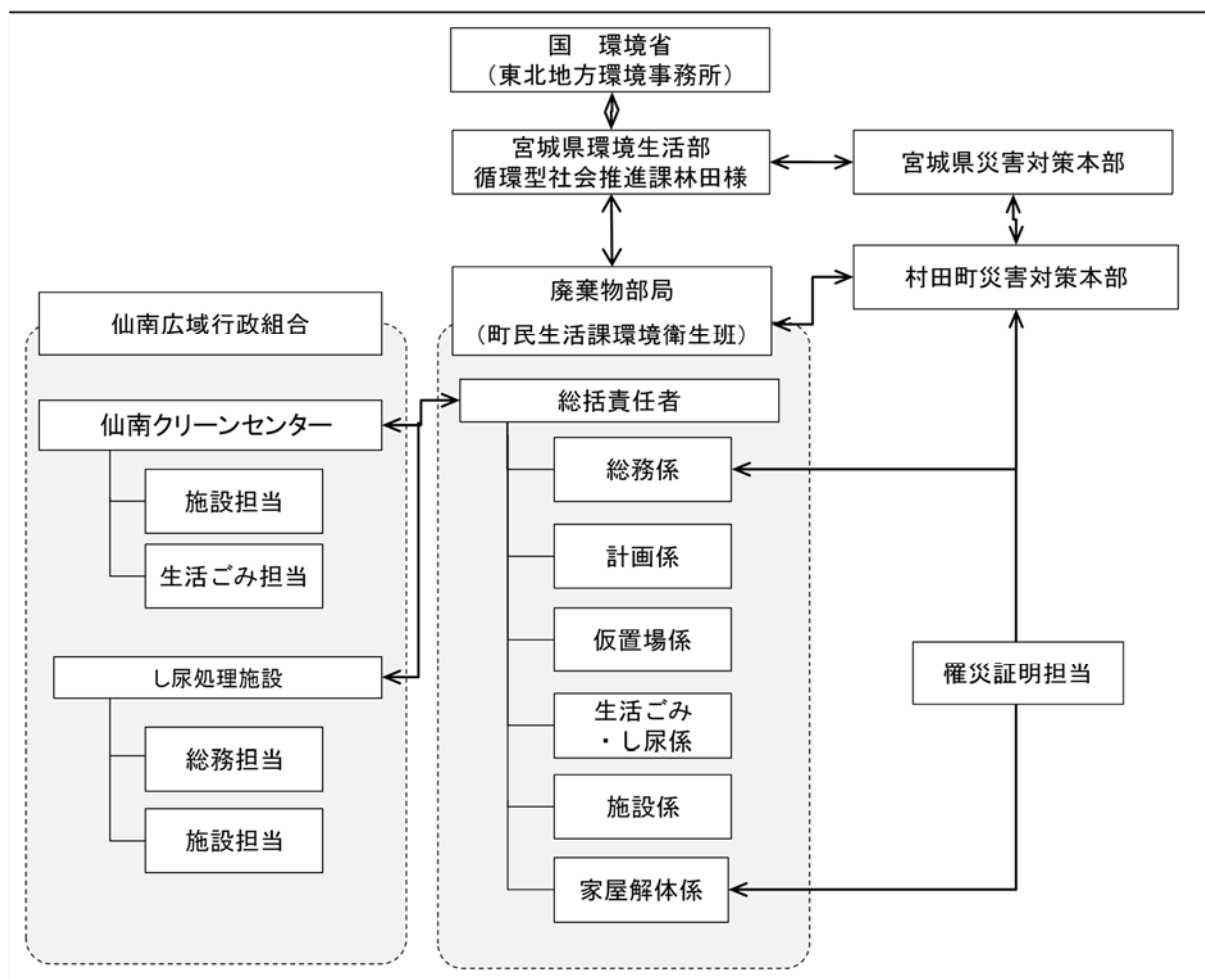 国　環境省
（東北地方環境事務所）
宮城県環境生活部
循環型社会推進課林田様
宮城県災害対策本部
村田町災害対策本部
廃棄物部局
（町民生活課環境衛生班）
仙南広域行政組合
仙南クリーンセンター
施設担当
生活ごみ担当
し尿処理施設
総務担当
施設担当
総括責任者
総務係
計画係
仮置場係
生活ごみ
・し尿係
施設係
家屋解体係
罹災証明担当